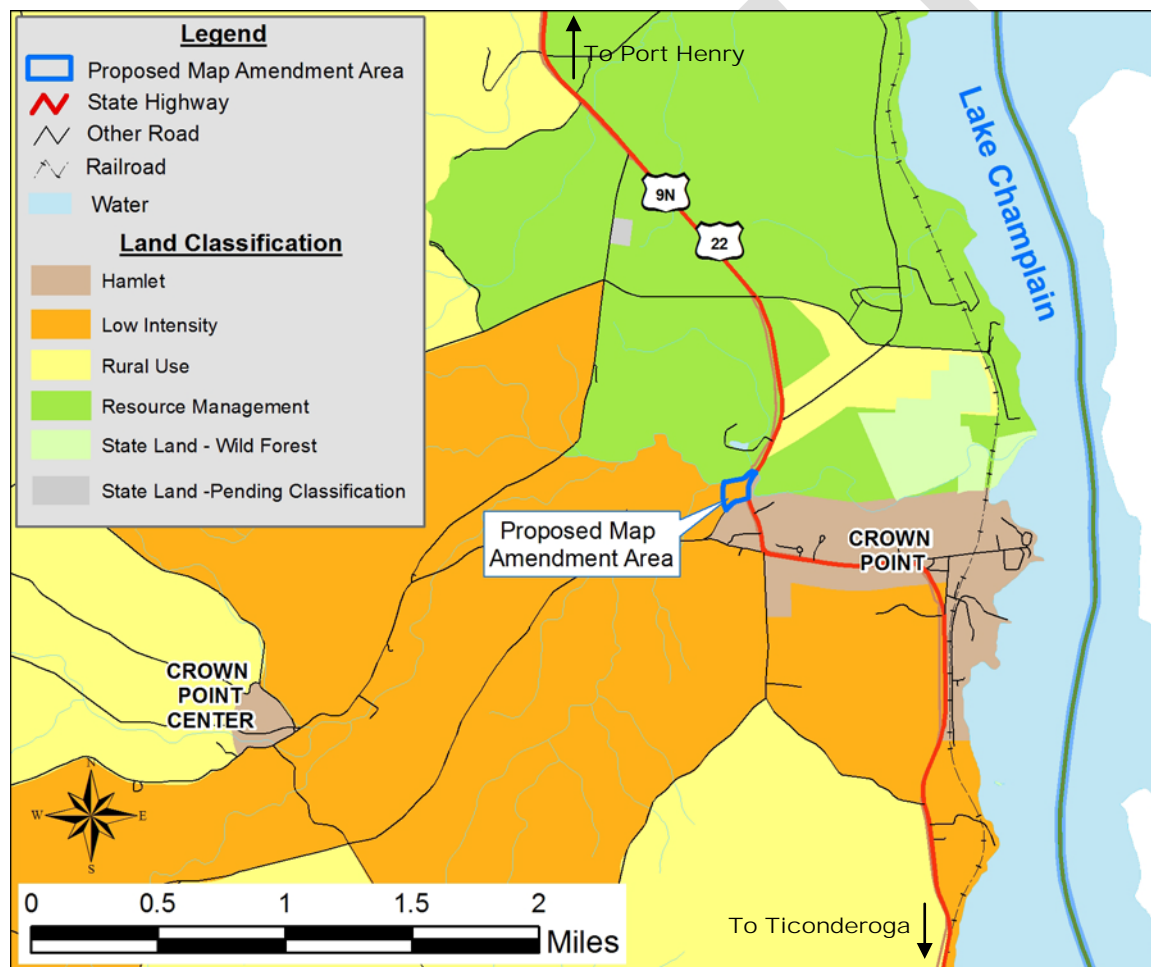 Legend
Proposed Map Amendment Area
State Highway
Other Road
Railroad
Water
Land Classification
Hamlet
Low Intensity
Rural Use
Resource Management
State Land - Wild Forest
State Land -Pending Classification
To Port Henry
Lake Champlain
9N
22
Proposed Map
Amendment Area
CROWN
POINT
CROWN
POINT
CENTER
N
W
E
S
0 0.5 1 1.5 2
Miles
To Ticonderoga